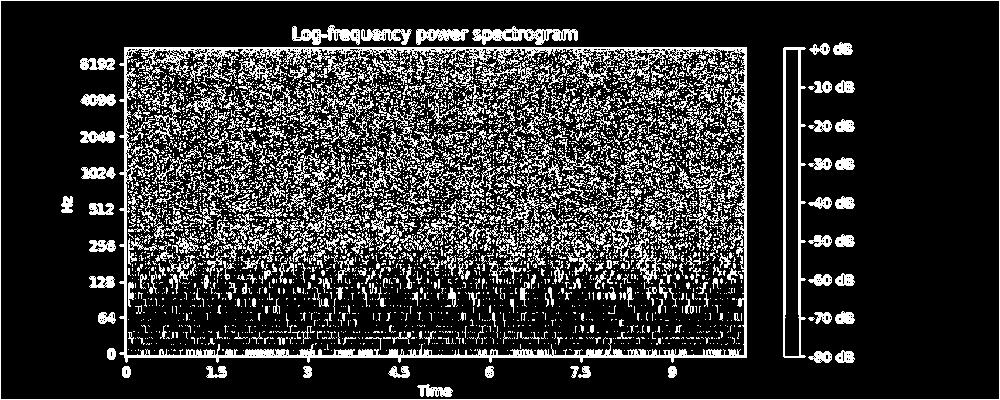 Log-frequency power spectrogram
+0 dB
8192
-10 dB
4096
-20 dB
2048
-30 dB
1024
-40 dB
Hz
512
-50 dB
256
-60 dB
128
-70 dB
64
-80 dB
0
0 1.5 3 4.5 6 7.5 9
Time